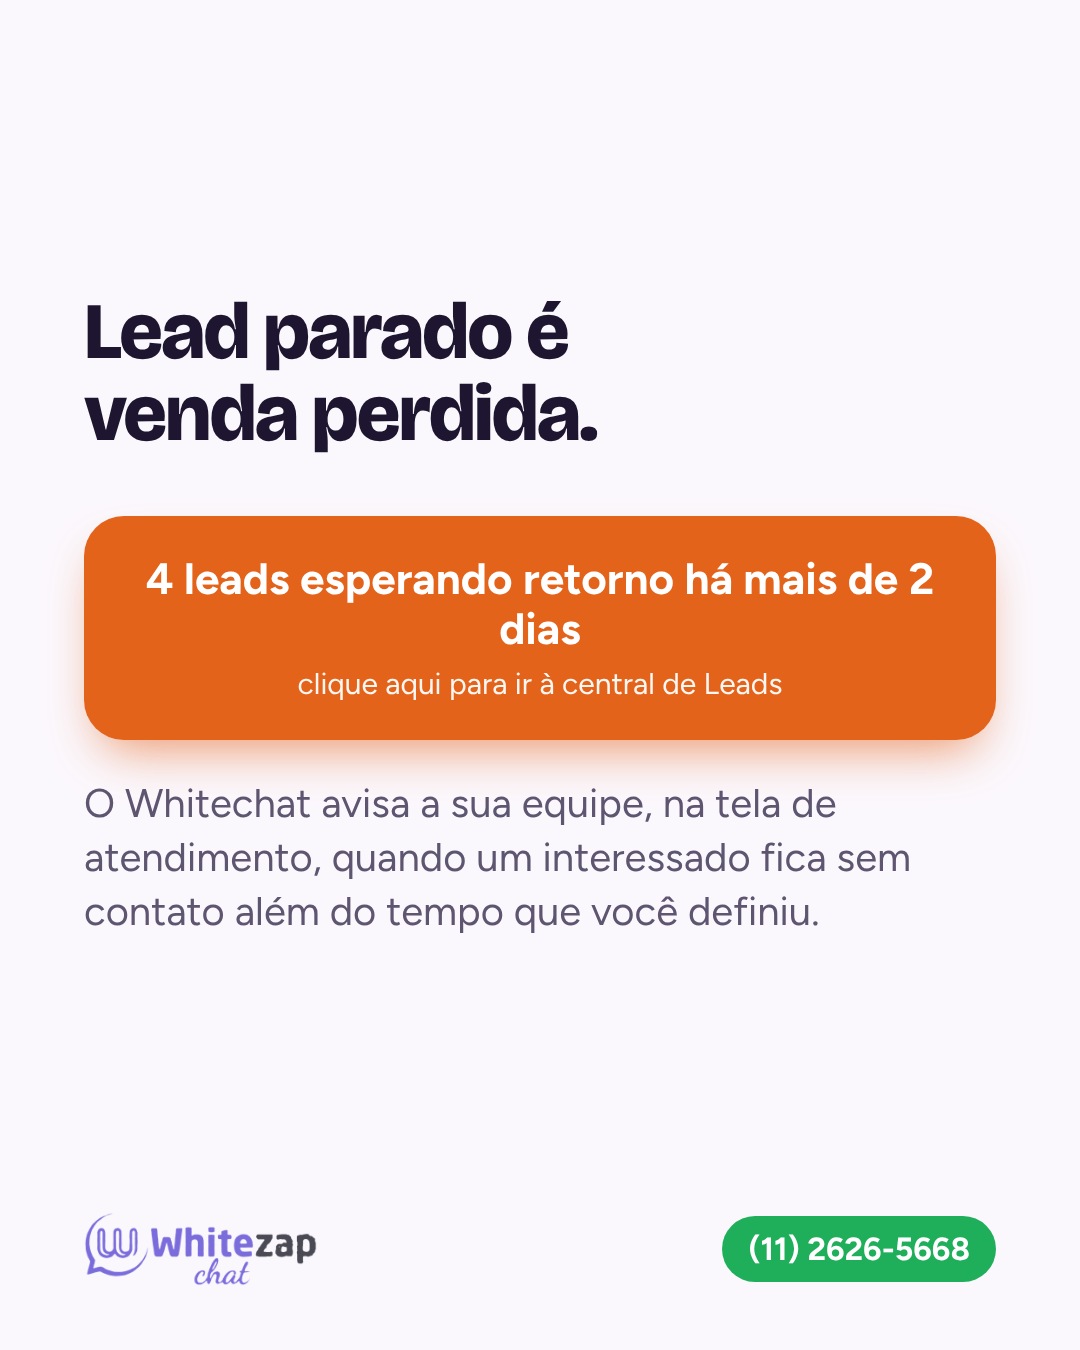 Lead parado é
venda perdida.
4 leads esperando retorno há mais de 2
dias
clique aqui para ir à central de Leads
O Whitechat avisa a sua equipe, na tela de
atendimento, quando um interessado fica sem
contato além do tempo que você definiu.
Whitezap
chat
(11) 2626-5668